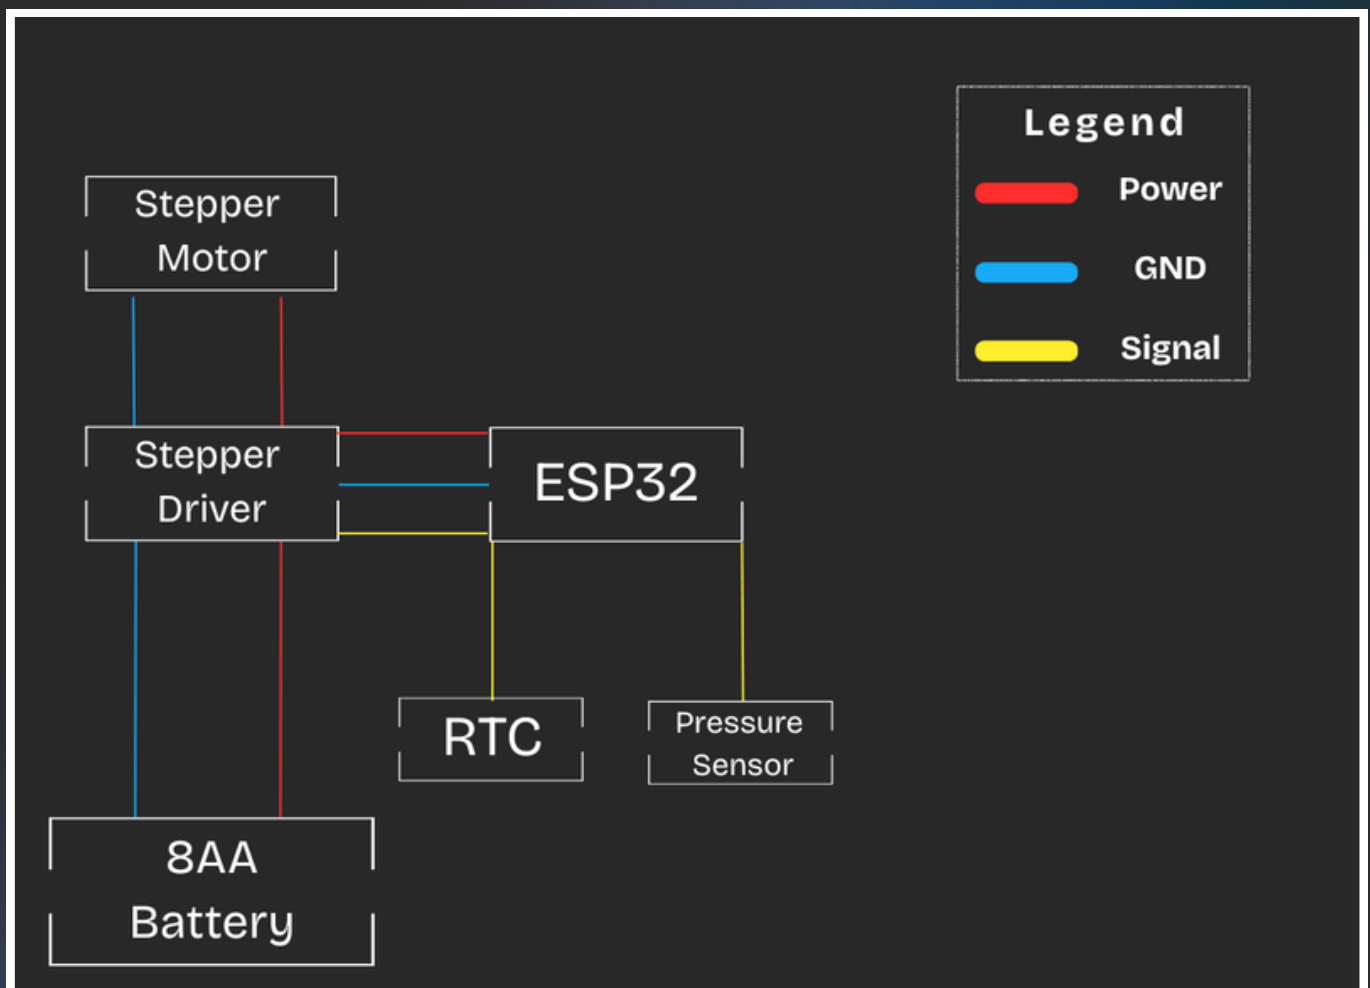 Legend
Power
GND
Signal
Stepper
Motor
Stepper
Driver
ESP32
RTC
Pressure
Sensor
8AA
Battery